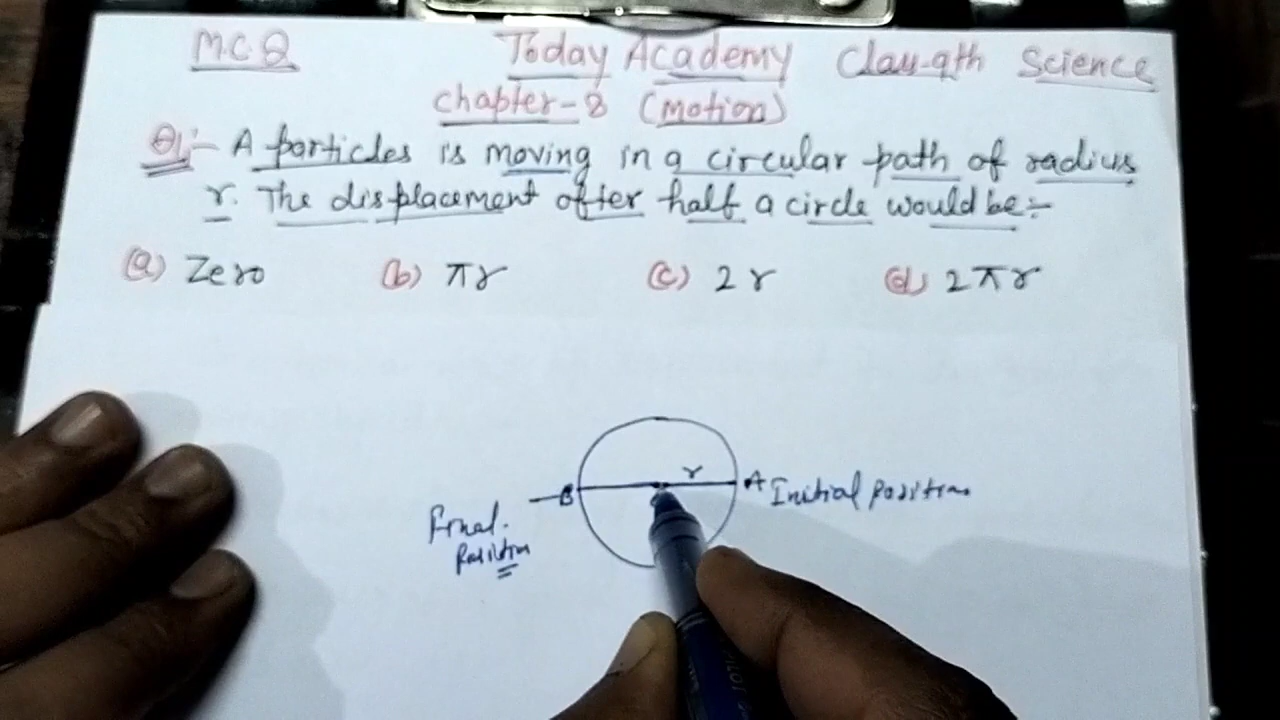 M.C.Q Today Academy Class-9th Science
Chapter-8 (Motion)
Q1:- A particles is moving in a circular path of radius
r. The displacement after half a circle would be:-
(a) Zero (b) πr (c) 2r (d) 2πr
r
B A Initial Position
Final
Position